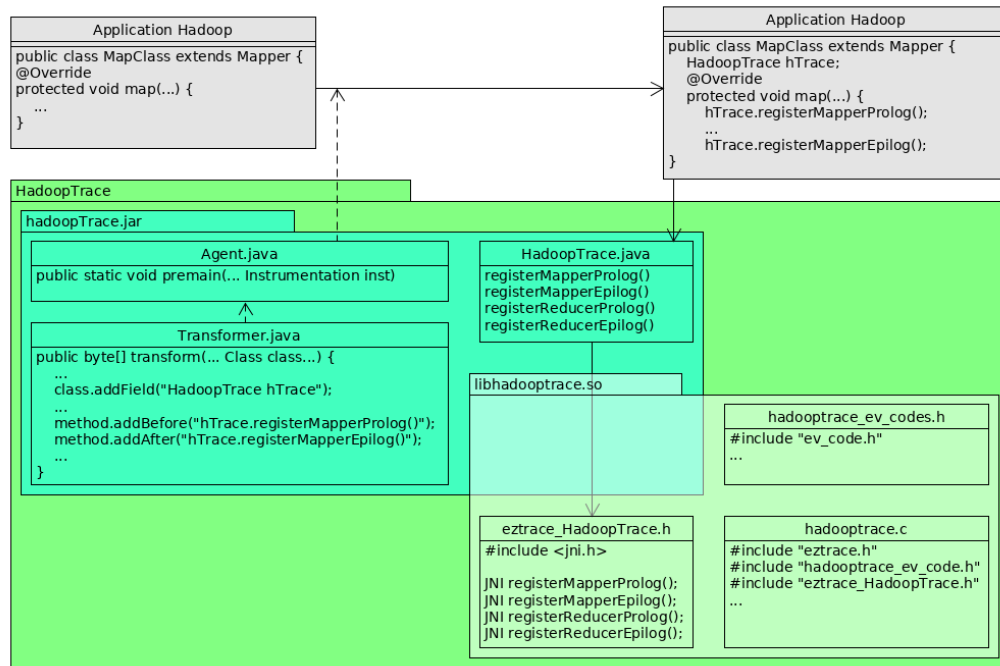 Application Hadoop
public class MapClass extends Mapper {
@Override
protected void map(...) {
...
}
Application Hadoop
public class MapClass extends Mapper {
HadoopTrace hTrace;
@Override
protected void map(...) {
hTrace.registerMapperProlog();
...
hTrace.registerMapperEpilog();
}
HadoopTrace
hadoopTrace.jar
Agent.java
public static void premain(... Instrumentation inst)
Transformer.java
public byte[] transform(... Class class...) {
...
class.addField("HadoopTrace hTrace");
...
method.addBefore("hTrace.registerMapperProlog()");
method.addAfter("hTrace.registerMapperEpilog()");
...
}
HadoopTrace.java
registerMapperProlog()
registerMapperEpilog()
registerReducerProlog()
registerReducerEpilog()
libhadooptrace.so
hadooptrace_ev_codes.h
#include "ev_code.h"
...
eztrace_HadoopTrace.h
#include <jni.h>
JNI registerMapperProlog();
JNI registerMapperEpilog();
JNI registerReducerProlog();
JNI registerReducerEpilog();
hadooptrace.c
#include "eztrace.h"
#include "hadooptrace_ev_code.h"
#include "eztrace_HadoopTrace.h"
...